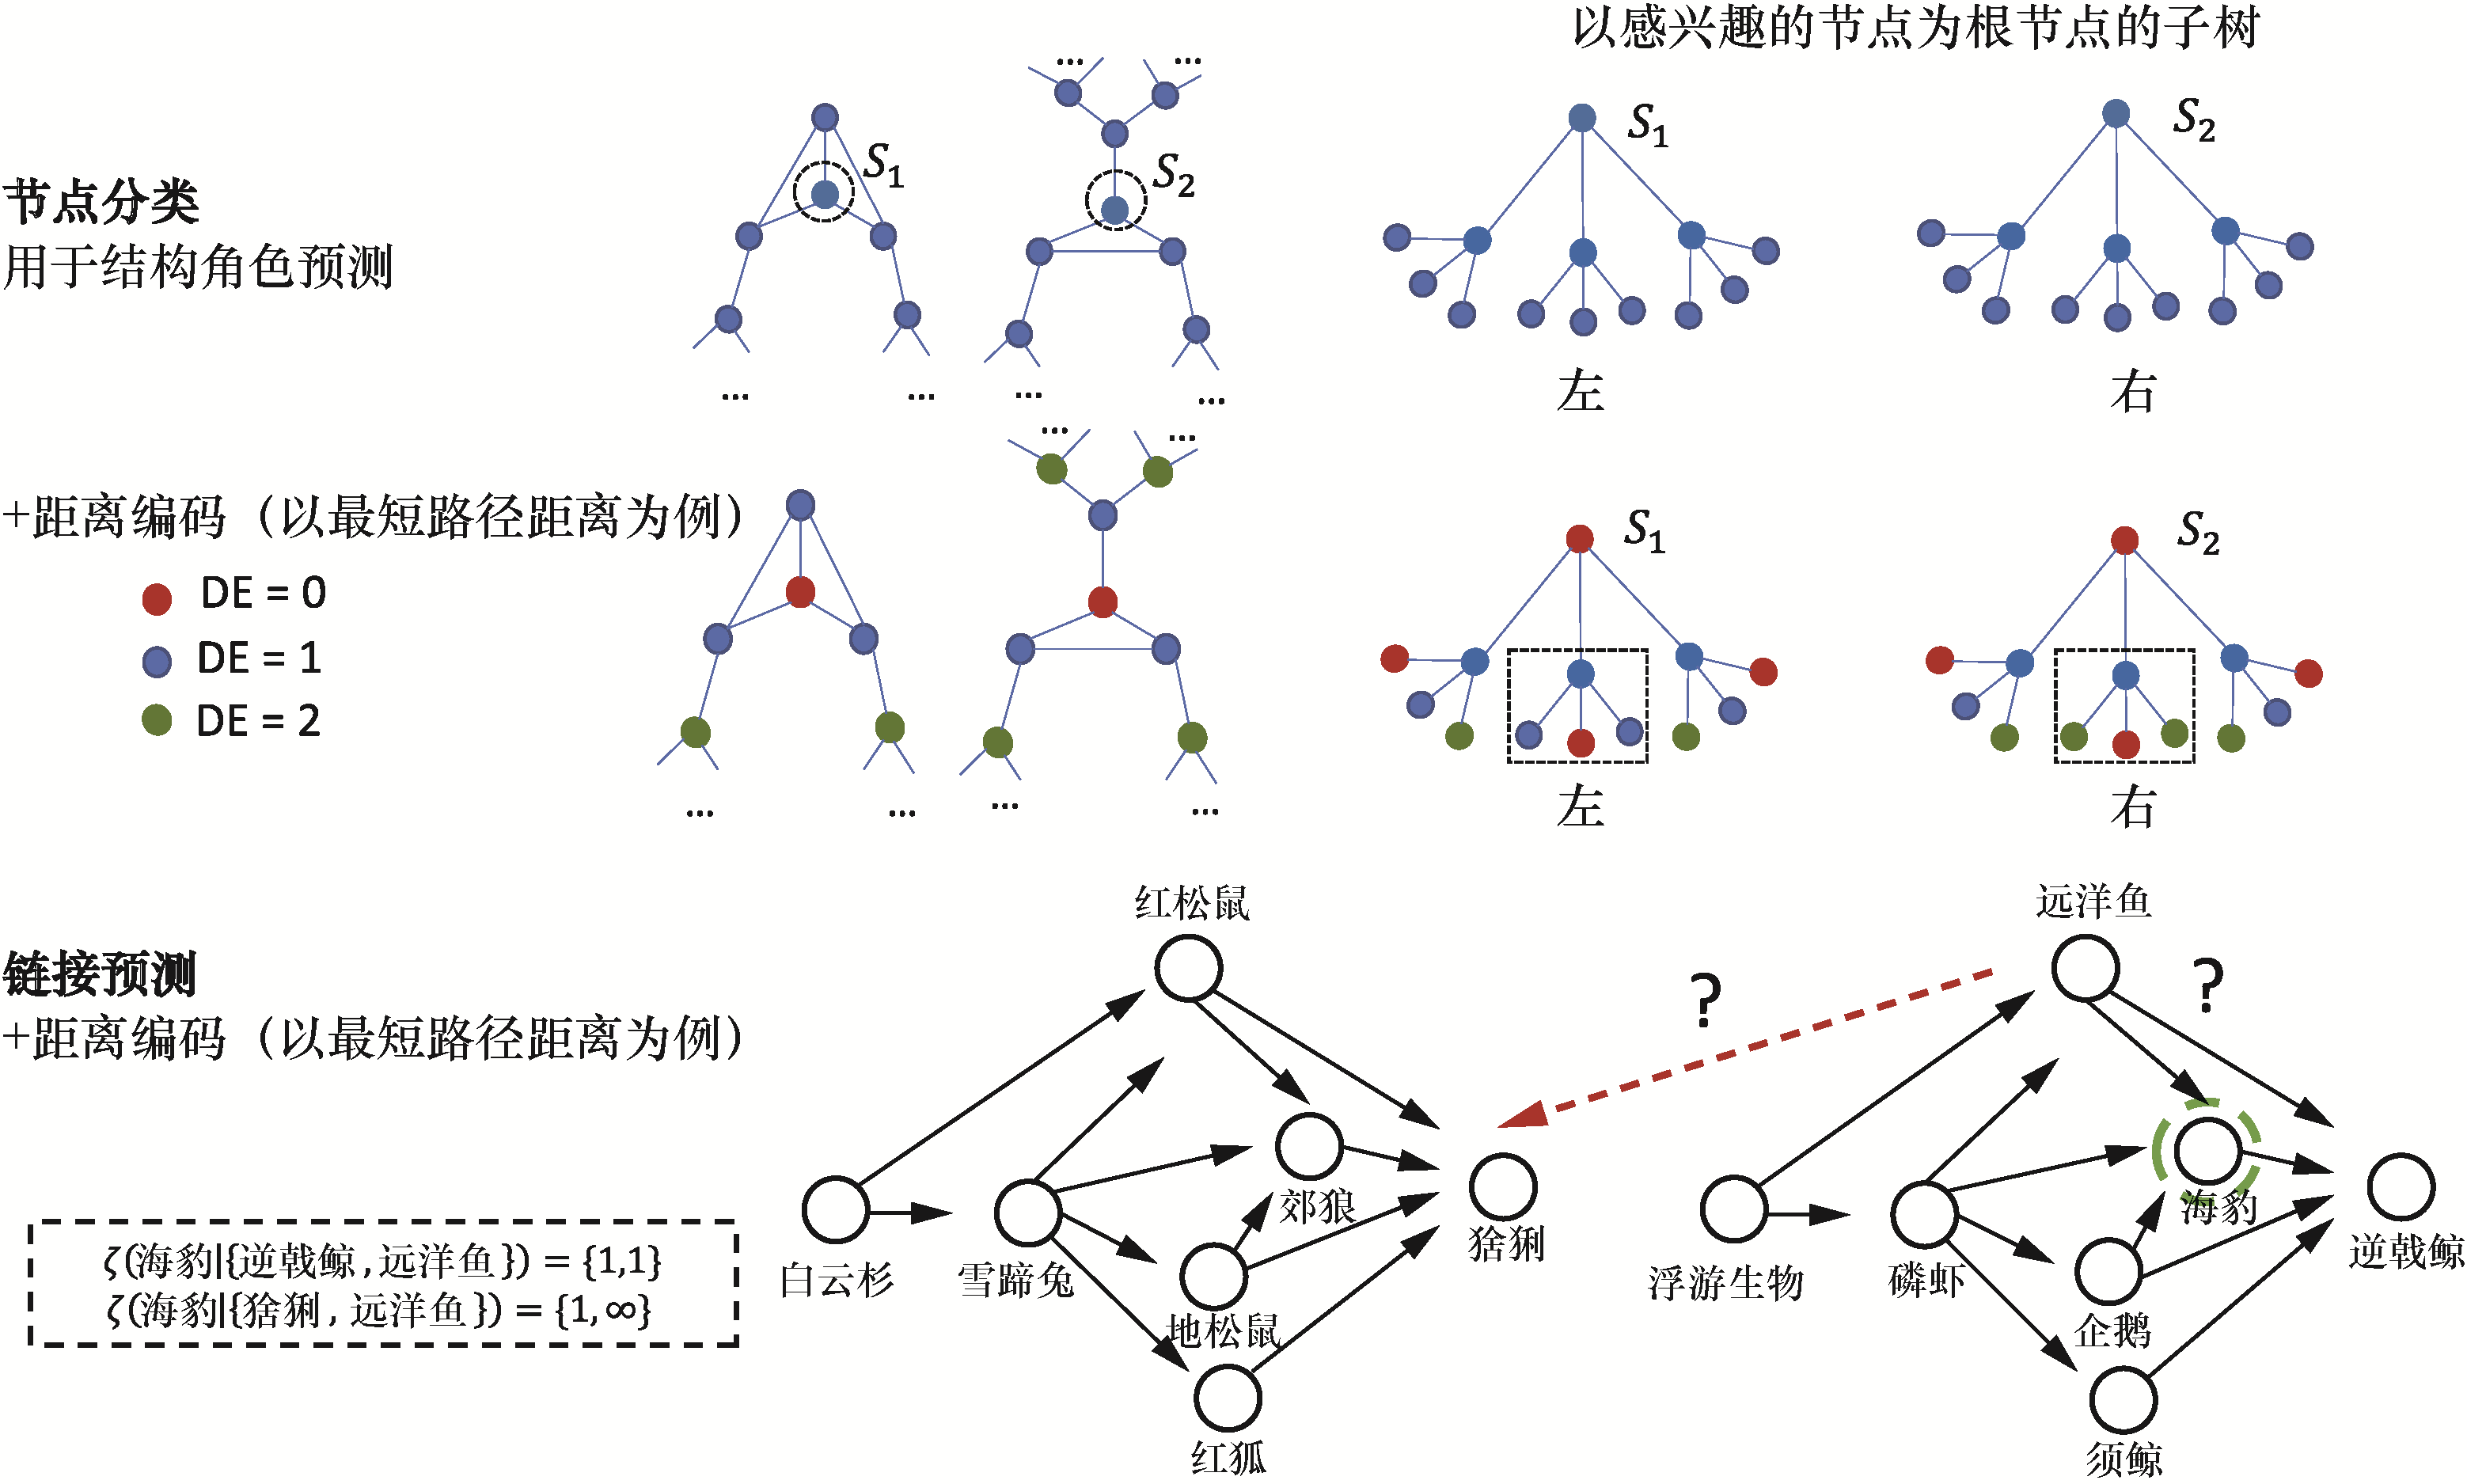 以感兴趣的节点为根节点的子树
...
...
S₁
S₂
S₁
S₂
节点分类
用于结构角色预测
...
...
...
...
左
右
+距离编码（以最短路径距离为例）
...
...
S₁
S₂
DE = 0
DE = 1
DE = 2
...
...
...
...
左
右
红松鼠
远洋鱼
链接预测
+距离编码（以最短路径距离为例）
?
?
郊狼
猞猁
海豹
逆戟鲸
ζ(海豹|{逆戟鲸,远洋鱼}) = {1,1}
ζ(海豹|{猞猁, 远洋鱼}) = {1,∞}
白云杉
雪蹄兔
地松鼠
浮游生物
磷虾
企鹅
红狐
须鲸